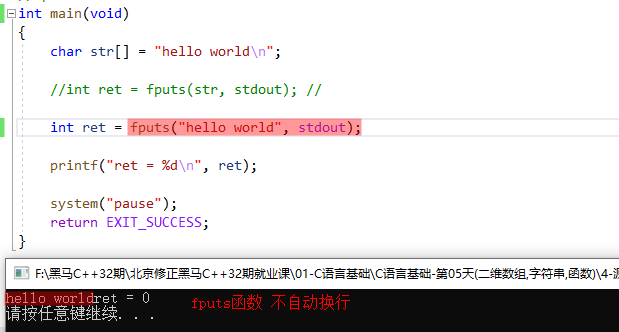 int main(void)
{
char str[] = "hello world\n";
//int ret = fputs(str, stdout); //
int ret = fputs("hello world", stdout);
printf("ret = %d\n", ret);
system("pause");
return EXIT_SUCCESS;
}
F:\黑马C++32期\北京修正黑马C++32期就业课\01-C语言基础\C语言基础-第05天(二维数组,字符串,函数)\4-
hello worldret = 0
fputs函数 不自动换行
请按任意键继续. . .